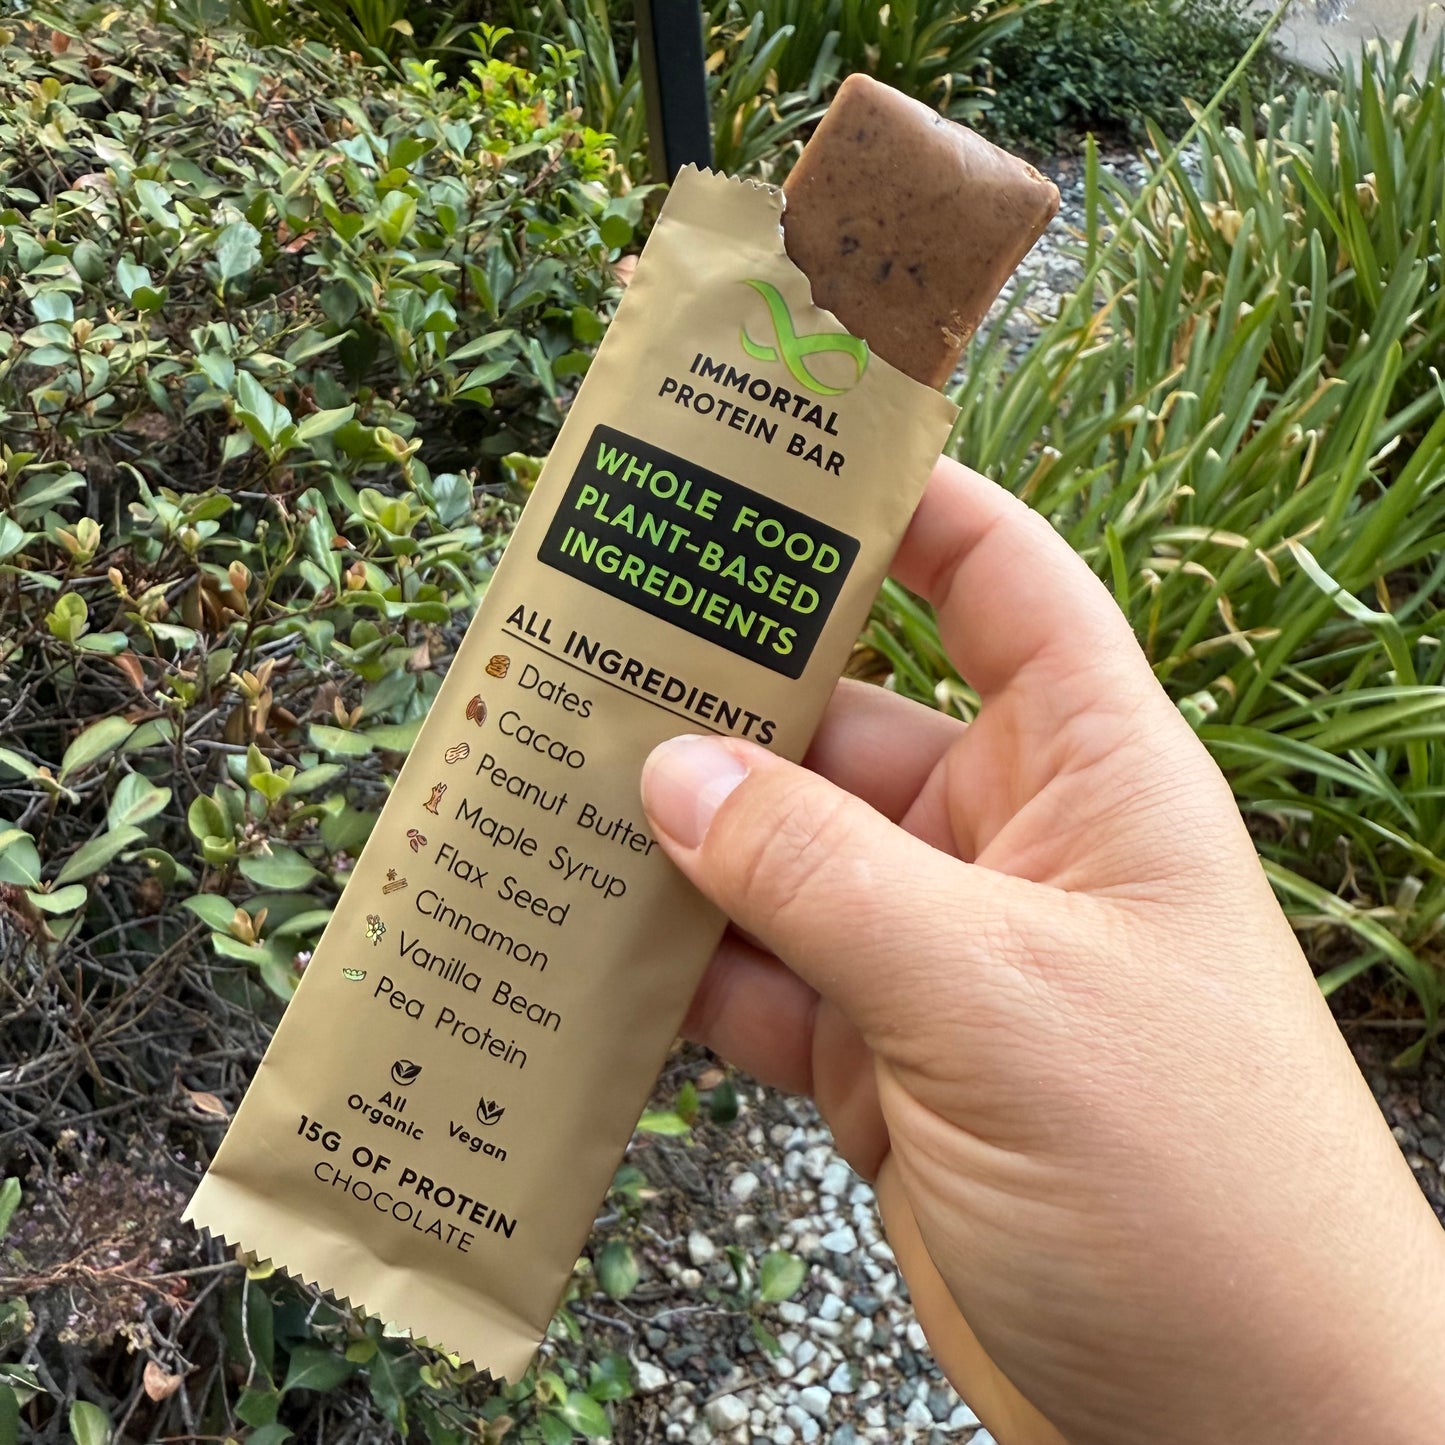 IMMORTAL
PROTEIN BAR
WHOLE FOOD
PLANT-BASED
INGREDIENTS
ALL INGREDIENTS
Dates
Cacao
Peanut Butter
Maple Syrup
Flax Seed
Cinnamon
Vanilla Bean
Pea Protein
All
Organic
Vegan
15G OF PROTEIN
CHOCOLATE